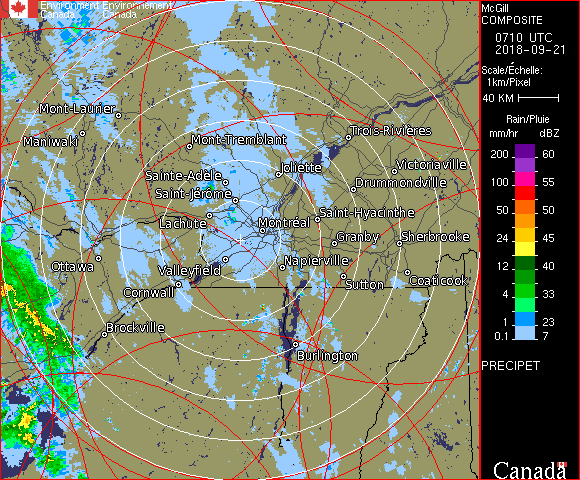 Environment Environnement
Canada Canada
McGill
COMPOSITE
0710 UTC
2018-09-21
Scale/Échelle:
1km/Pixel
40 KM
Rain/Pluie
mm/hr dBZ
200 60
100 55
50 50
50 45
24 39
12 40
4 33
1 23
0.1 7
PRECIPET
Canada
Mont-Laurier
Maniwaki
Mont-Tremblant
Trois-Rivières
Sainte-Adèle
Joliette
Victoriaville
Saint-Jérôme
Drummondville
Lachute
Saint-Hyacinthe
Montréal
Granby
Sherbrooke
Ottawa
Valleyfield
Napierville
Cornwall
Sutton
Coaticook
Brockville
Burlington